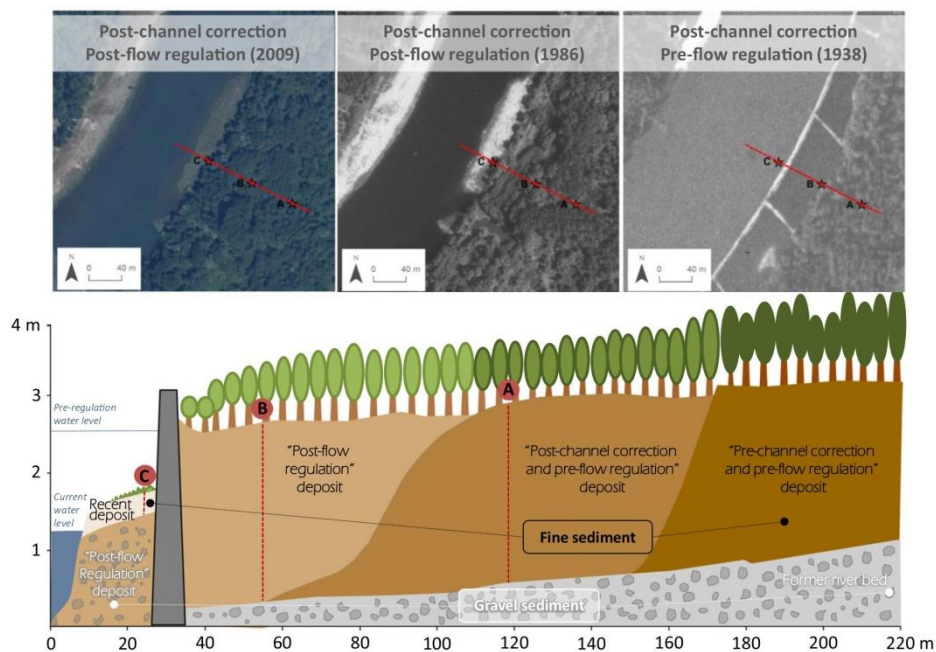 Post-channel correction
Post-flow regulation (2009)
Post-channel correction
Post-flow regulation (1986)
Post-channel correction
Pre-flow regulation (1938)
C
B
A
C
B
A
C
B
A
N
0 40 m
N
0 40 m
N
0 40 m
4 m
3
Pre-regulation
water level
2
Current
water level
1
C
B
A
Recent
deposit
"Post-flow
Regulation"
deposit
"Post-flow
regulation"
deposit
"Post-channel correction
and pre-flow regulation"
deposit
"Pre-channel correction
and pre-flow regulation"
deposit
Fine sediment
Former river bed
Gravel sediment
0 20 40 60 80 100 120 140 160 180 200 220 m